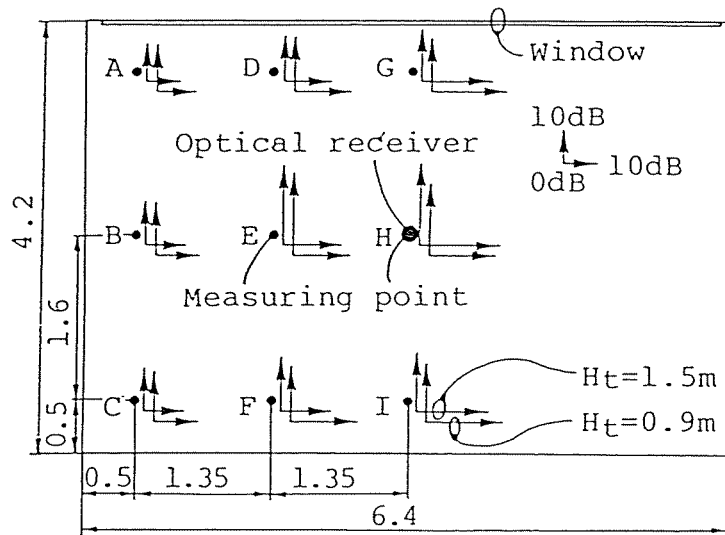 Window
A
D
G
10dB
Optical receiver
0dB
10dB
4.2
B
E
H
Measuring point
1.6
Ht=1.5m
C
F
I
Ht=0.9m
0.5
0.5
1.35
1.35
6.4